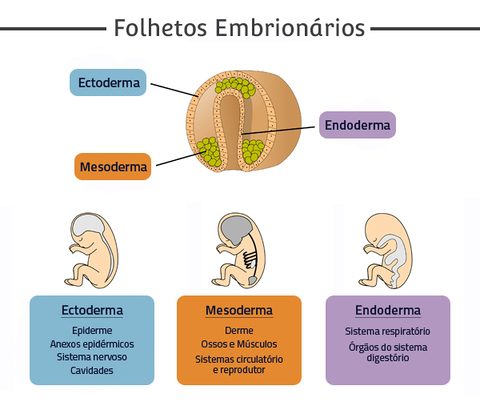 Folhetos Embrionários
Ectoderma
Endoderma
Mesoderma
Ectoderma
Epiderme
Anexos epidérmicos
Sistema nervoso
Cavidades
Mesoderma
Derme
Ossos e Músculos
Sistemas circulatório
e reprodutor
Endoderma
Sistema respiratório
Órgãos do sistema
digestório